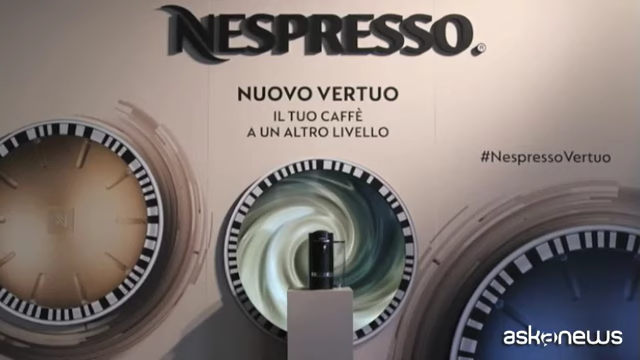 NESPRESSO.
NUOVO VERTUO
IL TUO CAFFÈ
A UN ALTRO LIVELLO
#NespressoVertuo
askanews